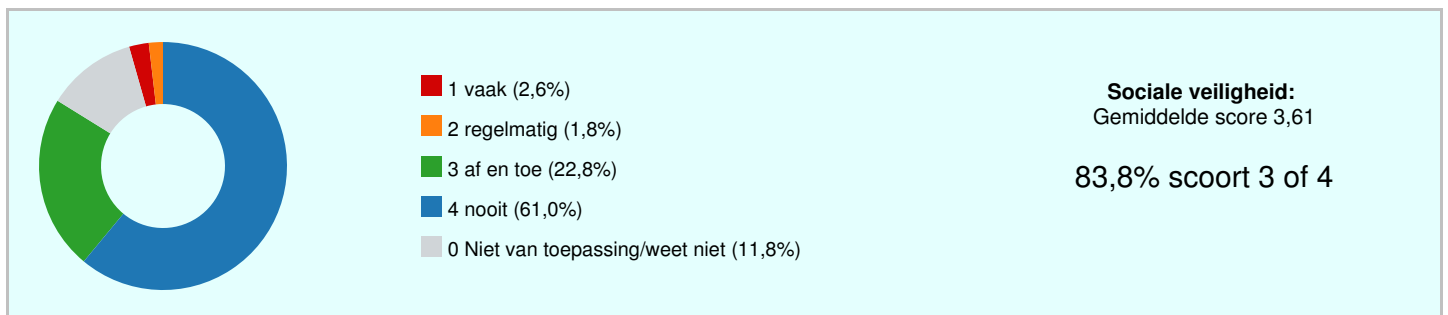 1 vaak (2,6%)
2 regelmatig (1,8%)
3 af en toe (22,8%)
4 nooit (61,0%)
0 Niet van toepassing/weet niet (11,8%)
Sociale veiligheid:
Gemiddelde score 3,61
83,8% scoort 3 of 4